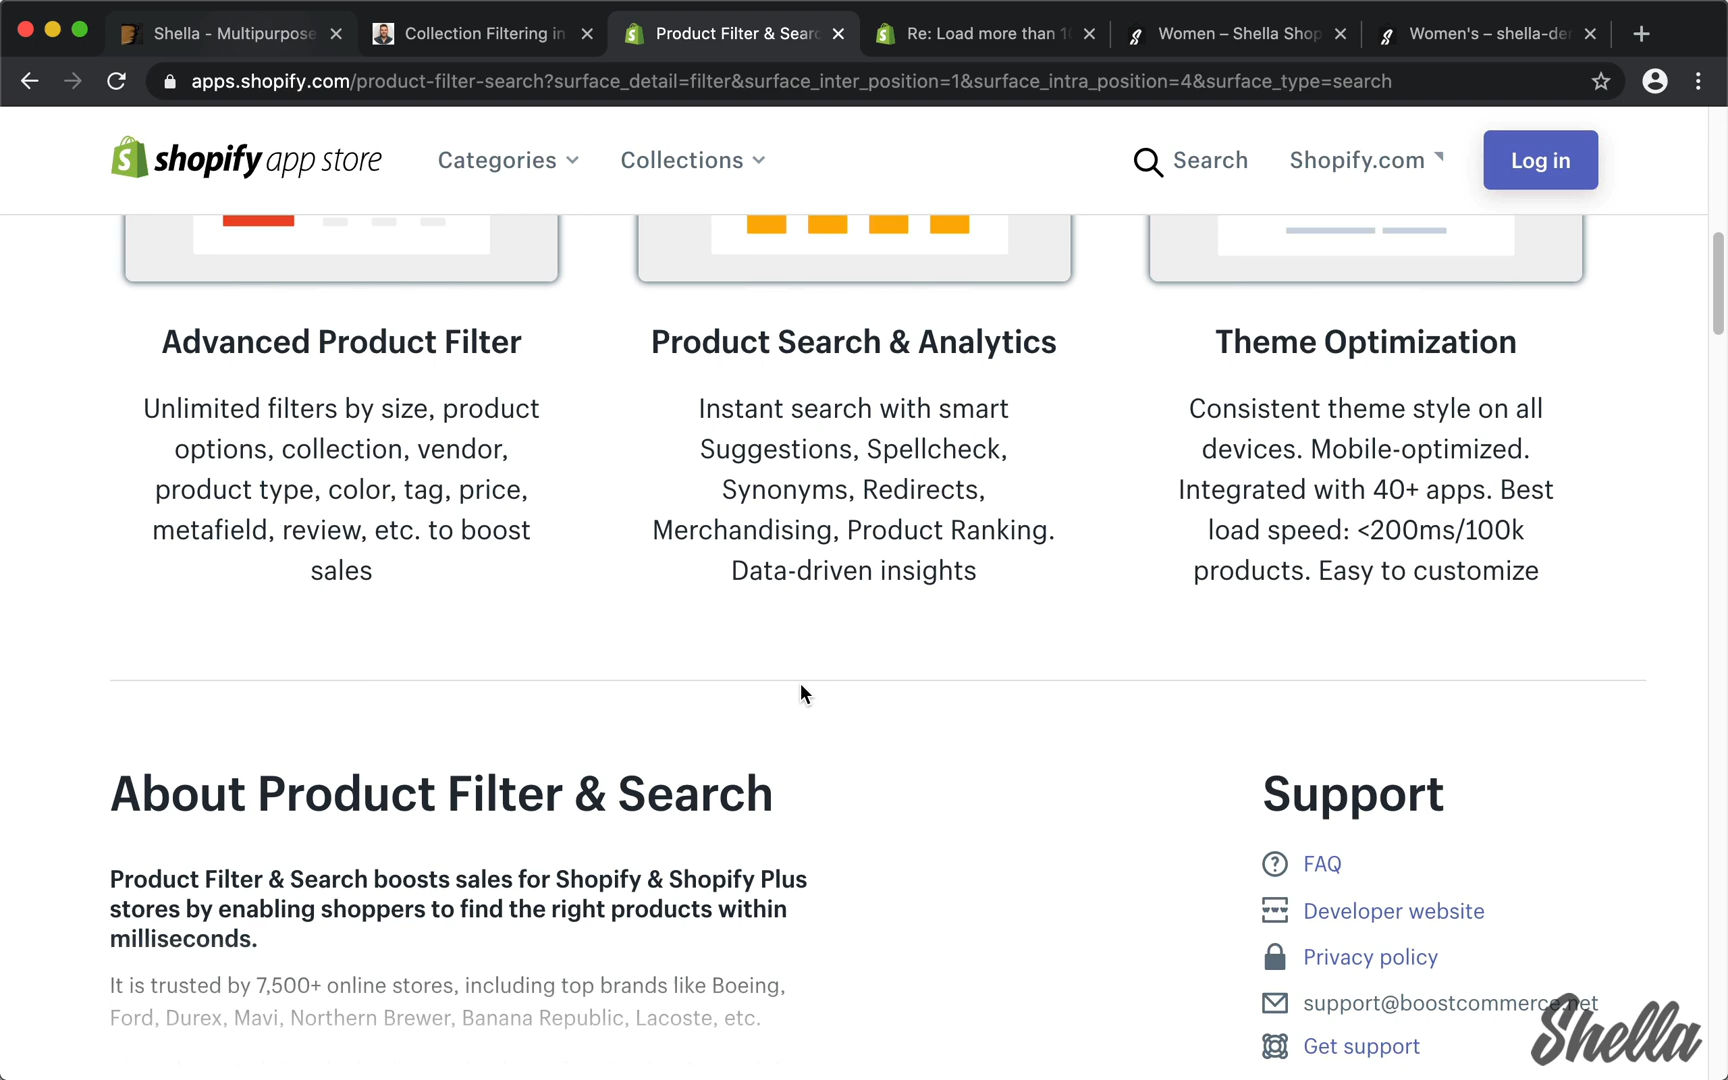 Shella - Multipurpose
Collection Filtering in
Product Filter & Sear
Re: Load more than 1
Women – Shella Shop
Women's – shella-de
apps.shopify.com/product-filter-search?surface_detail=filter&surface_inter_position=1&surface_intra_position=4&surface_type=search
shopify app store
Categories
Collections
Search
Shopify.com
Log in
Advanced Product Filter
Unlimited filters by size, product
options, collection, vendor,
product type, color, tag, price,
metafield, review, etc. to boost
sales
Product Search & Analytics
Instant search with smart
Suggestions, Spellcheck,
Synonyms, Redirects,
Merchandising, Product Ranking.
Data-driven insights
Theme Optimization
Consistent theme style on all
devices. Mobile-optimized.
Integrated with 40+ apps. Best
load speed: <200ms/100k
products. Easy to customize
About Product Filter & Search
Product Filter & Search boosts sales for Shopify & Shopify Plus
stores by enabling shoppers to find the right products within
milliseconds.
It is trusted by 7,500+ online stores, including top brands like Boeing,
Ford, Durex, Mavi, Northern Brewer, Banana Republic, Lacoste, etc.
Support
FAQ
Developer website
Privacy policy
support@boostcommerce.net
Get support
Shella